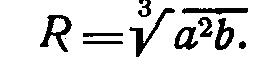 R = ∛a²b.